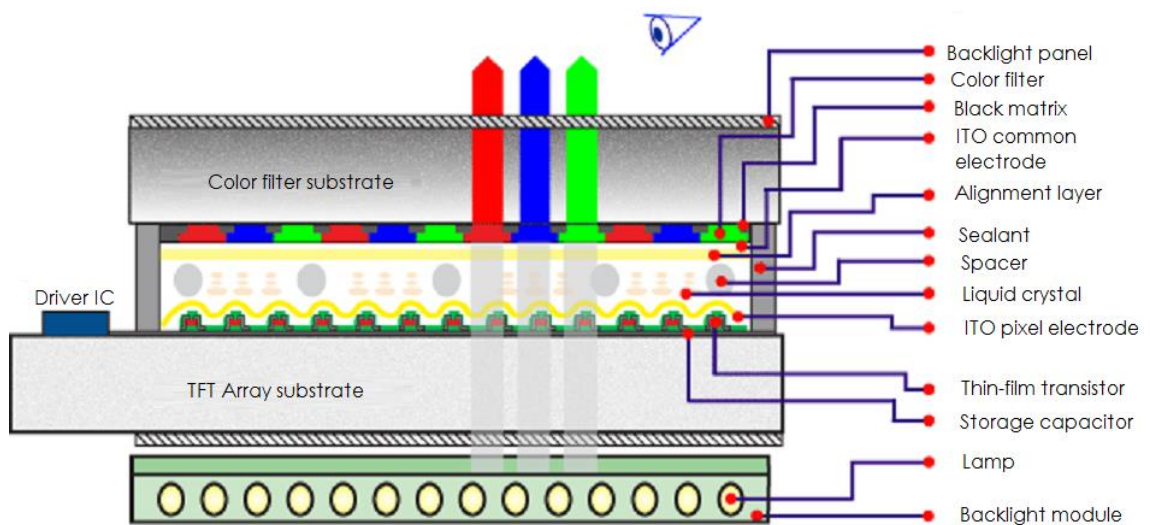 Backlight panel
Color filter
Black matrix
ITO common
electrode
Color filter substrate
Alignment layer
Sealant
Spacer
Driver IC
Liquid crystal
ITO pixel electrode
TFT Array substrate
Thin-film transistor
Storage capacitor
Lamp
Backlight module